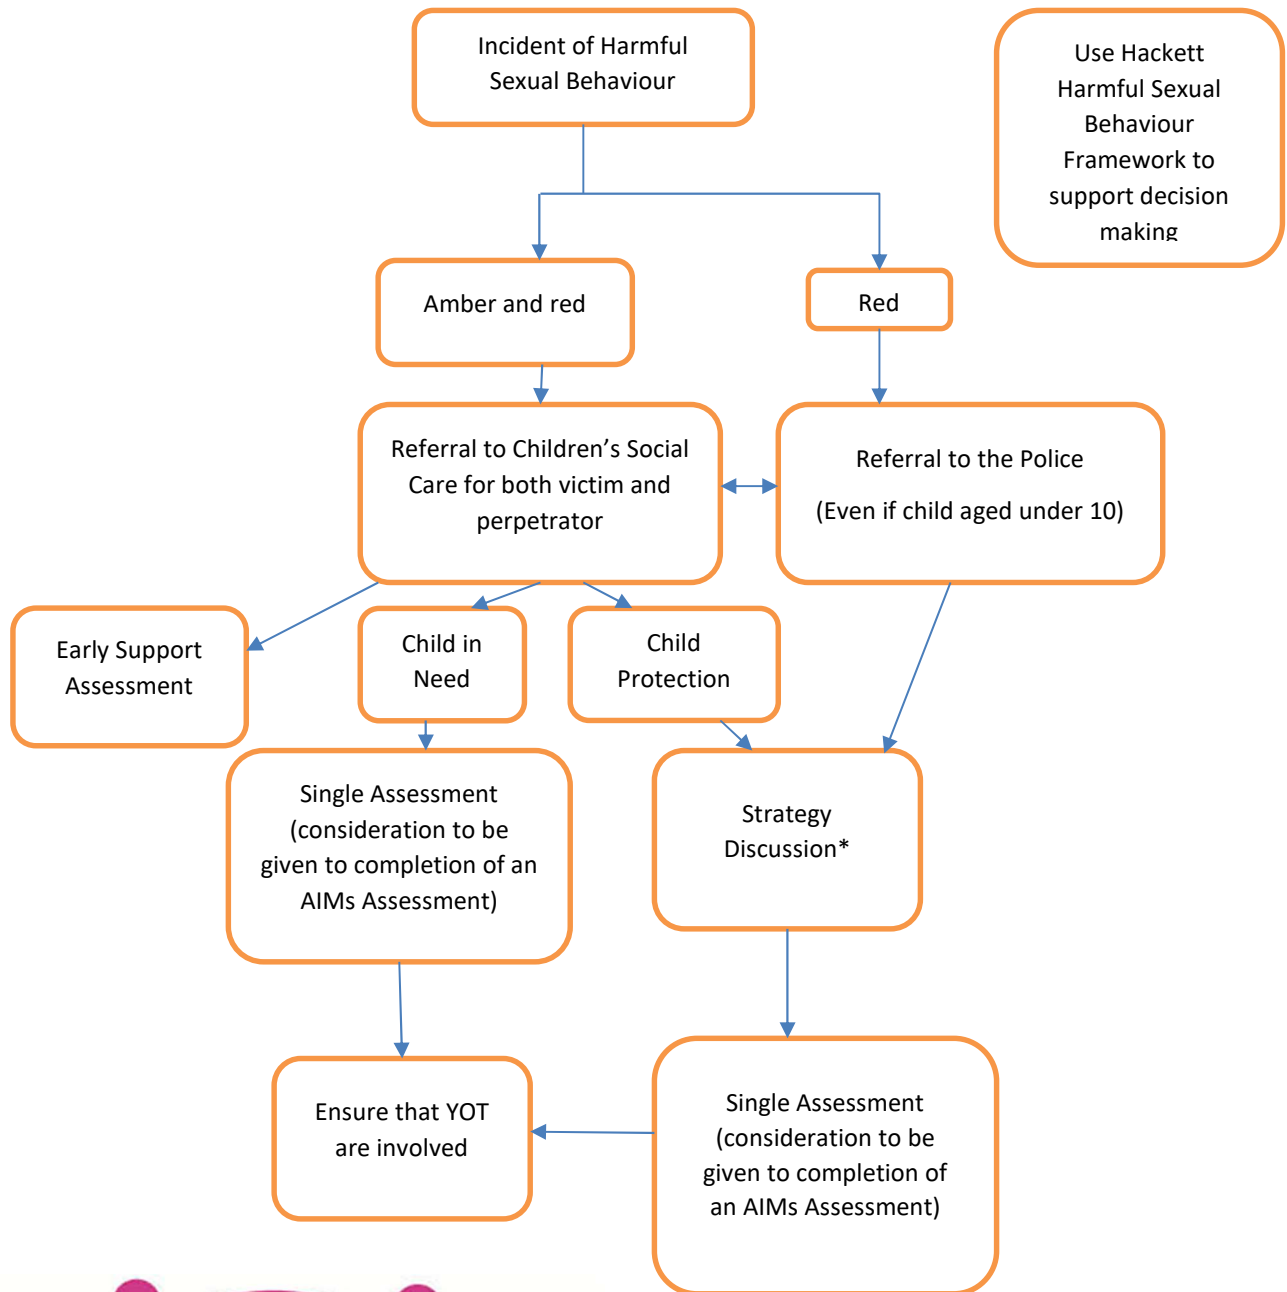 Incident of Harmful
Sexual Behaviour
Use Hackett
Harmful Sexual
Behaviour
Framework to
support decision
making
Amber and red
Red
Referral to Children’s Social
Care for both victim and
perpetrator
Referral to the Police
(Even if child aged under 10)
Early Support
Assessment
Child in
Need
Child
Protection
Single Assessment
(consideration to be
given to completion of an
AIMs Assessment)
Strategy
Discussion*
Ensure that YOT
are involved
Single Assessment
(consideration to be
given to completion of
an AIMs Assessment)